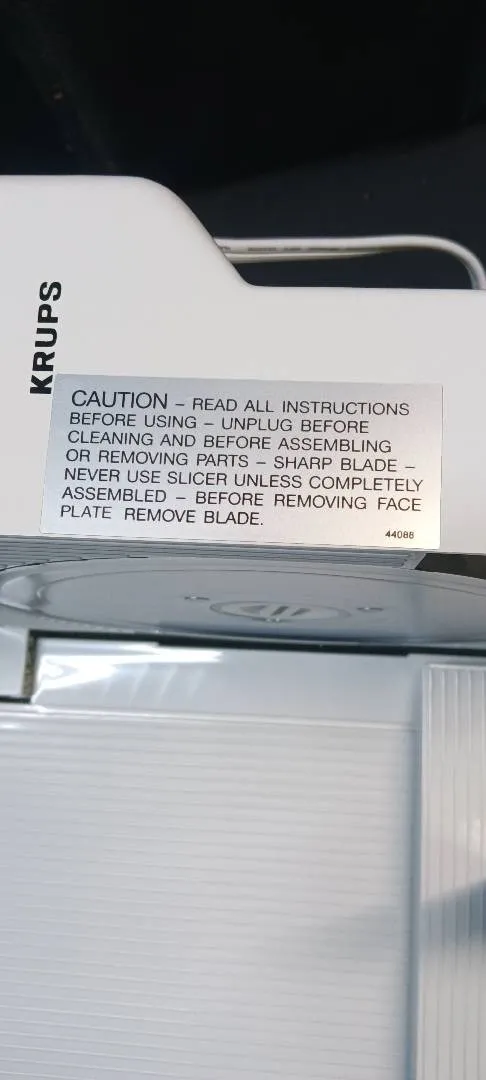 KRUPS
CAUTION – READ ALL INSTRUCTIONS
BEFORE USING – UNPLUG BEFORE
CLEANING AND BEFORE ASSEMBLING
OR REMOVING PARTS – SHARP BLADE –
NEVER USE SLICER UNLESS COMPLETELY
ASSEMBLED – BEFORE REMOVING FACE
PLATE REMOVE BLADE.
44088